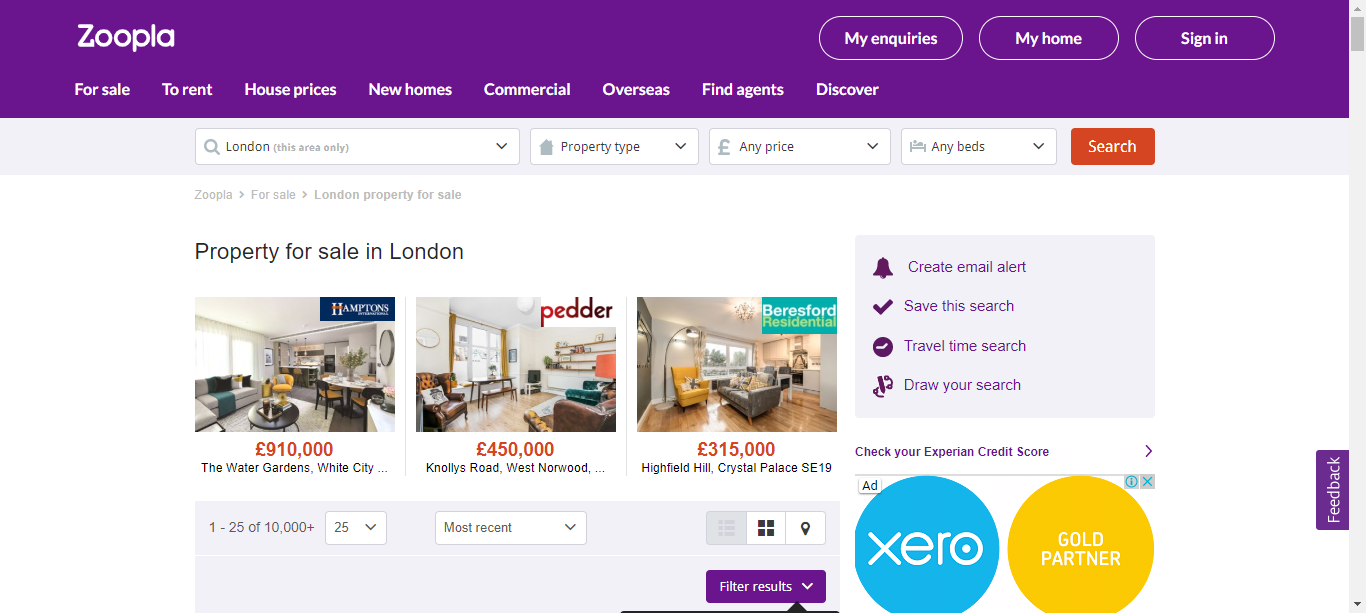 Zoopla
My enquiries
My home
Sign in
For sale
To rent
House prices
New homes
Commercial
Overseas
Find agents
Discover
London (this area only)
Property type
£ Any price
Any beds
Search
Zoopla > For sale > London property for sale
Property for sale in London
HAMPTONS
INTERNATIONAL
pedder
Beresford
Residential
£910,000
The Water Gardens, White City ...
£450,000
Knollys Road, West Norwood, ...
£315,000
Highfield Hill, Crystal Palace SE19
Create email alert
Save this search
Travel time search
Draw your search
Check your Experian Credit Score
Ad
xero
GOLD
PARTNER
Feedback
1 - 25 of 10,000+
25
Most recent
Filter results